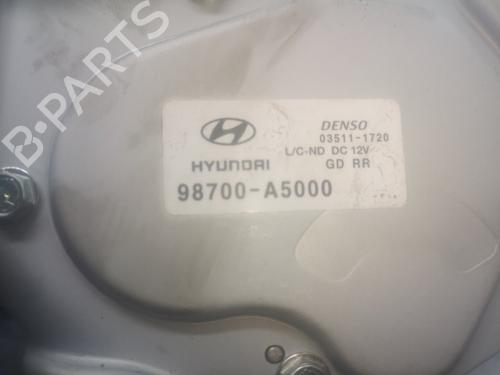 B-PARTS
DENSO
03511-1720
L/C-ND DC 12V
HYUNDAI
GD RR
98700-A5000